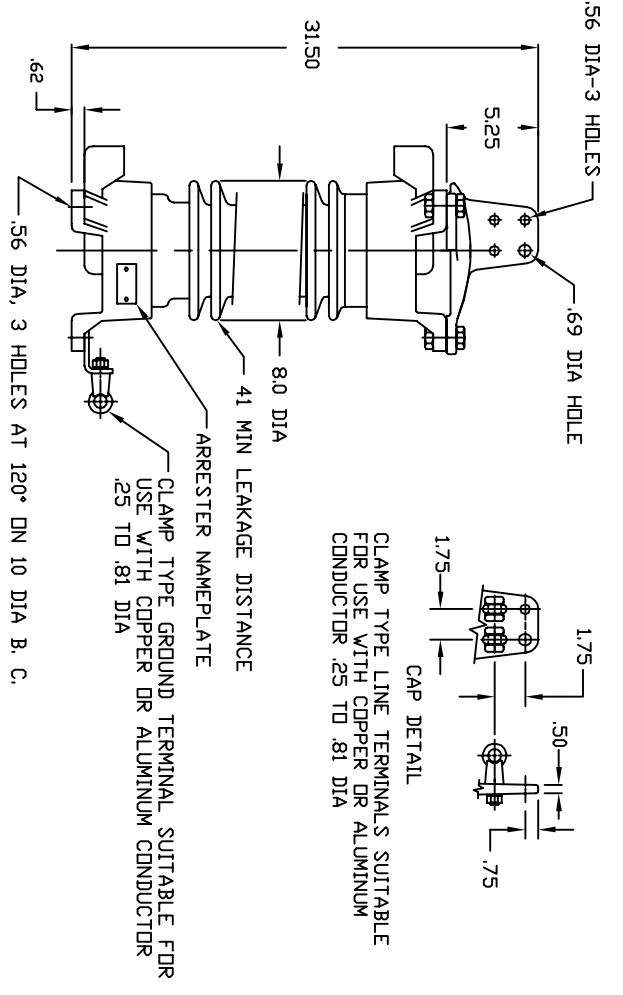 .56 DIA-3 HOLES
.69 DIA HOLE
31.50
5.25
.62
8.0 DIA
41 MIN LEAKAGE DISTANCE
ARRESTER NAMEPLATE
CLAMP TYPE GROUND TERMINAL SUITABLE FOR
USE WITH COPPER OR ALUMINUM CONDUCTOR
.25 TO .81 DIA
.56 DIA, 3 HOLES AT 120° ON 10 DIA B. C.
1.75
1.75
.50
.75
CAP DETAIL
CLAMP TYPE LINE TERMINALS SUITABLE
FOR USE WITH COPPER OR ALUMINUM
CONDUCTOR .25 TO .81 DIA